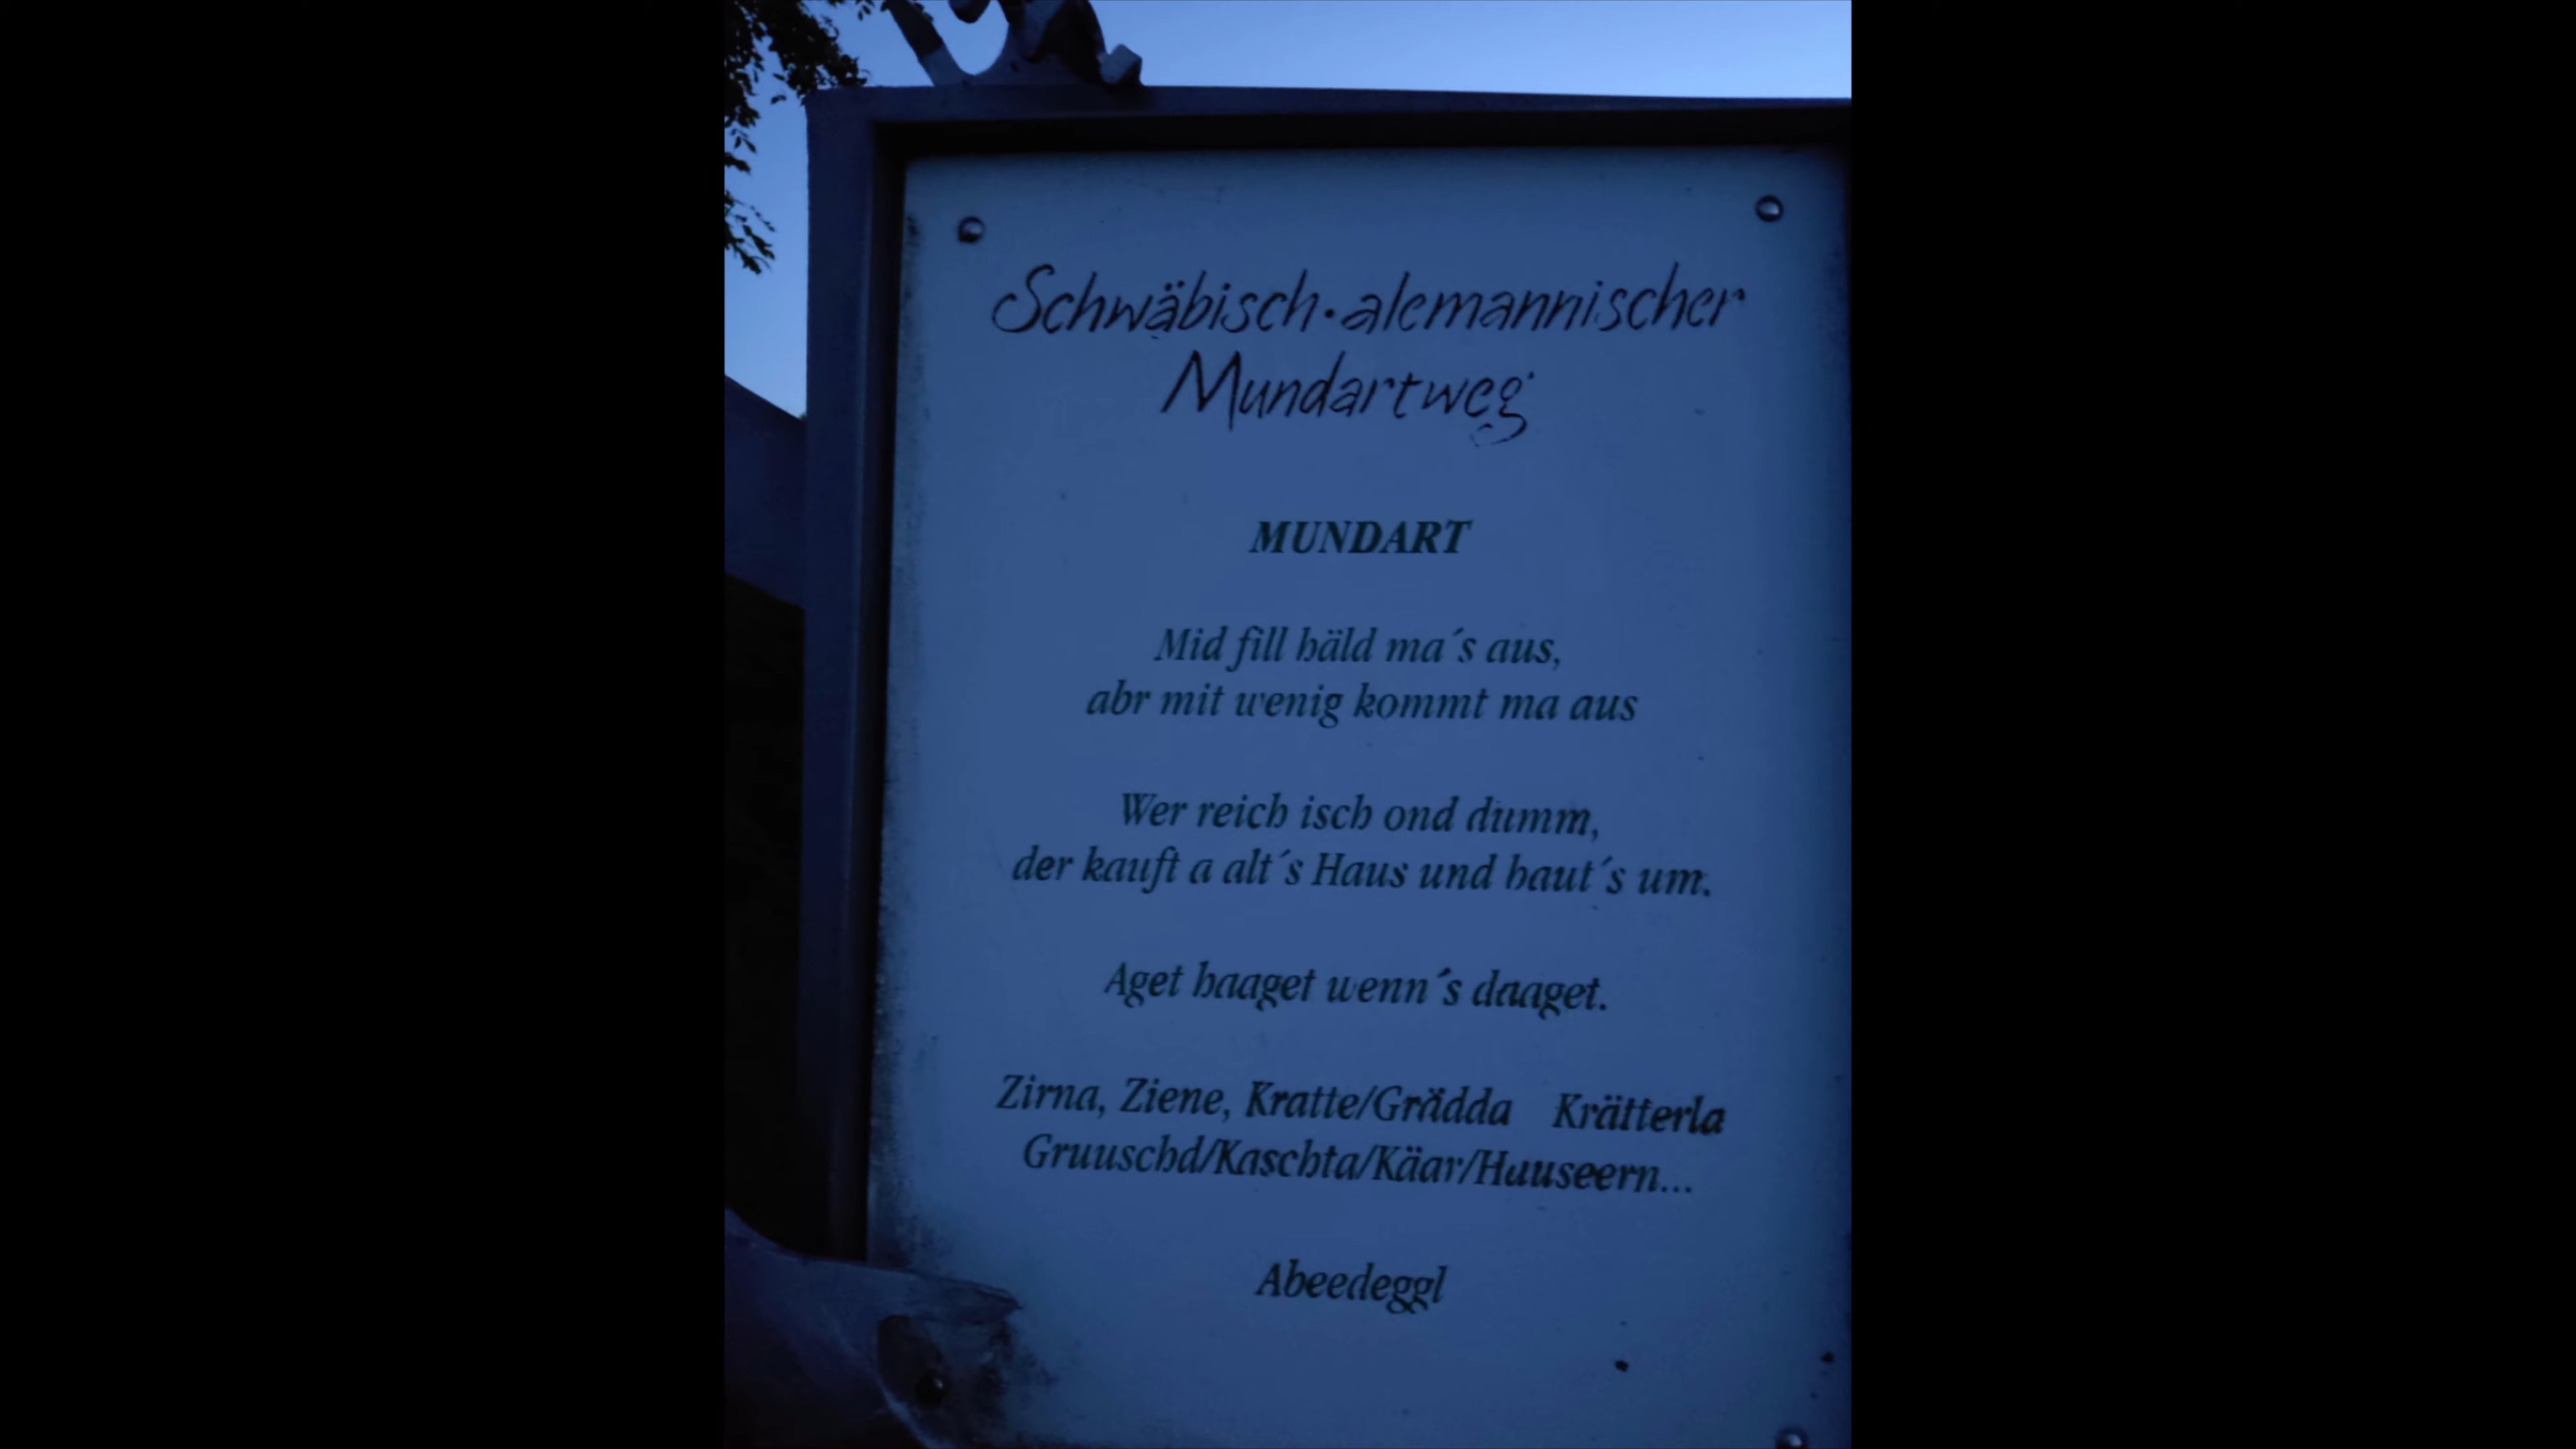 Schwäbisch·alemannischer
Mundartweg
MUNDART
Mid fill häld ma´s aus,
abr mit wenig kommt ma aus
Wer reich isch ond dumm,
der kauft a alt´s Haus und baut´s um.
Aget haaget wenn´s daaget.
Zirna, Ziene, Kratte/Grädda Krätterla
Gruuschd/Kaschta/Käar/Huuseern...
Abeedeggl